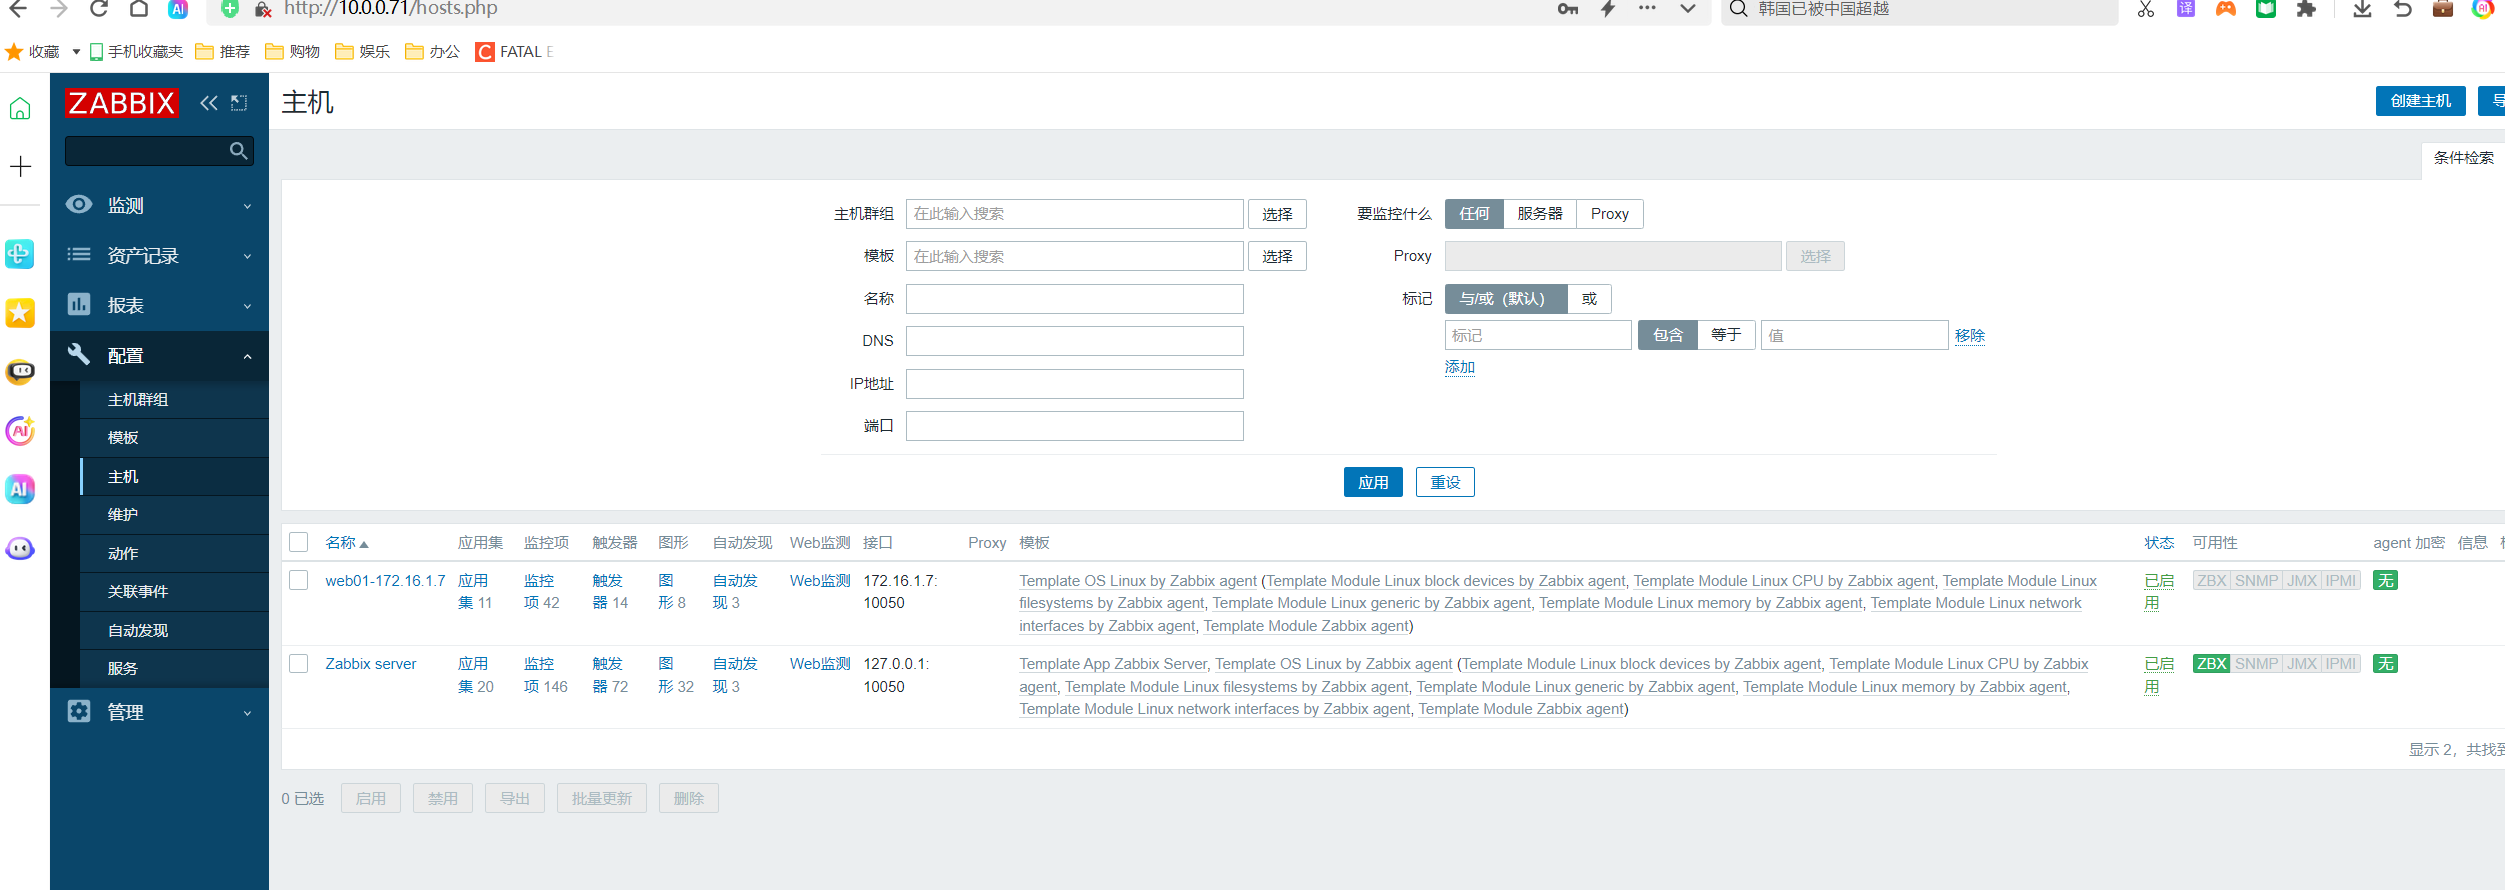 http://10.0.0.71/hosts.php
韩国已被中国超越
译
AI
收藏
手机收藏夹
推荐
购物
娱乐
办公
C FATAL E
ZABBIX
主机
创建主机
条件检索
监测
资产记录
报表
配置
主机群组
模板
主机
维护
动作
关联事件
自动发现
服务
管理
AI
AI
主机群组 在此输入搜索 选择 要监控什么 任何 服务器 Proxy
模板 在此输入搜索 选择 Proxy 选择
名称 标记 与/或（默认） 或
标记 包含 等于 值 移除
DNS
添加
IP地址
端口
应用 重设
名称 应用集 监控项 触发器 图形 自动发现 Web监测 接口 Proxy 模板 状态 可用性 agent 加密 信息
web01-172.16.1.7 应用 监控 触发 图 自动发 Web监测 172.16.1.7: Template OS Linux by Zabbix agent (Template Module Linux block devices by Zabbix agent, Template Module Linux CPU by Zabbix agent, Template Module Linux 已启 ZBX SNMP JMX IPMI 无
集 11 项 42 器 14 形 8 现 3 10050 filesystems by Zabbix agent, Template Module Linux generic by Zabbix agent, Template Module Linux memory by Zabbix agent, Template Module Linux network 用
interfaces by Zabbix agent, Template Module Zabbix agent)
Zabbix server 应用 监控 触发 图 自动发 Web监测 127.0.0.1: Template App Zabbix Server, Template OS Linux by Zabbix agent (Template Module Linux block devices by Zabbix agent, Template Module Linux CPU by Zabbix 已启 ZBX SNMP JMX IPMI 无
集 20 项 146 器 72 形 32 现 3 10050 agent, Template Module Linux filesystems by Zabbix agent, Template Module Linux generic by Zabbix agent, Template Module Linux memory by Zabbix agent, 用
Template Module Linux network interfaces by Zabbix agent, Template Module Zabbix agent)
显示 2，共找到
0 已选 启用 禁用 导出 批量更新 删除